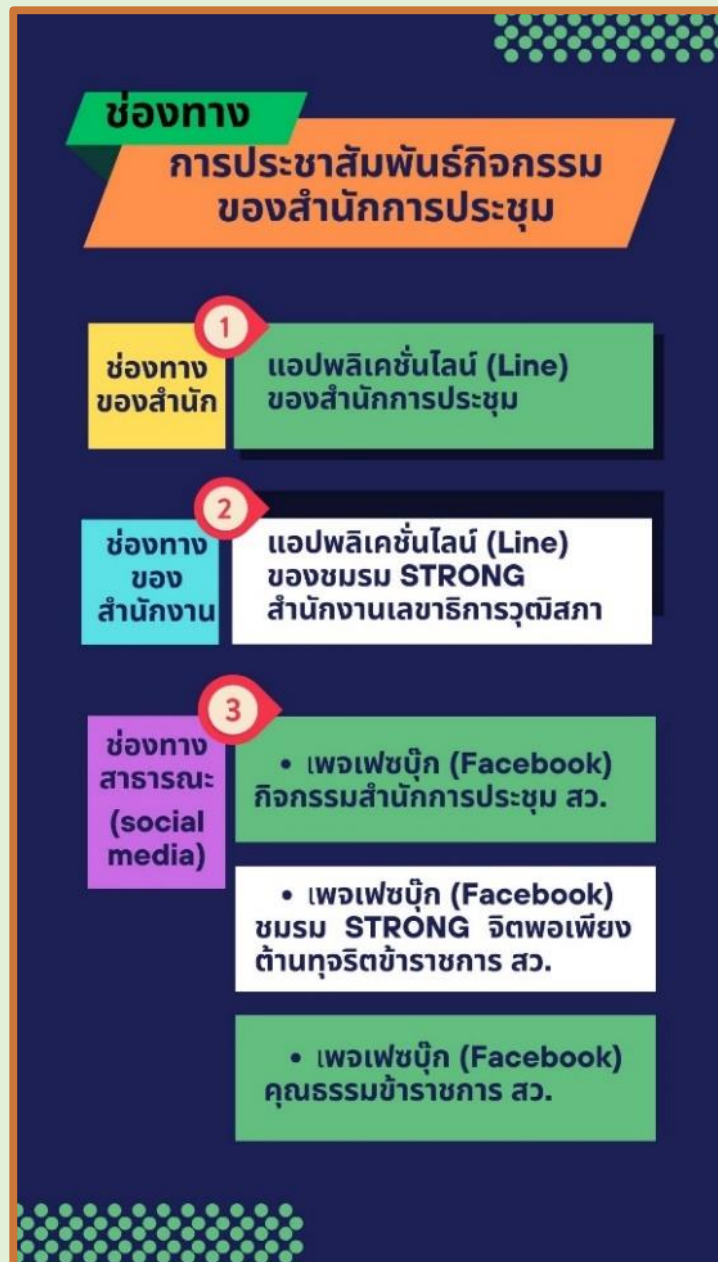 ช่องทาง
การประชาสัมพันธ์กิจกรรม
ของสำนักการประชุม
1
ช่องทาง
ของสำนัก
แอปพลิเคชั่นไลน์ (Line)
ของสำนักการประชุม
2
ช่องทาง
ของ
สำนักงาน
แอปพลิเคชั่นไลน์ (Line)
ของชมรม STRONG
สำนักงานเลขาธิการวุฒิสภา
3
ช่องทาง
สาธารณะ
(social
media)
• เพจเฟซบุ๊ก (Facebook)
กิจกรรมสำนักการประชุม สว.
• เพจเฟซบุ๊ก (Facebook)
ชมรม STRONG จิตพอเพียง
ต้านทุจริตข้าราชการ สว.
• เพจเฟซบุ๊ก (Facebook)
คุณธรรมข้าราชการ สว.